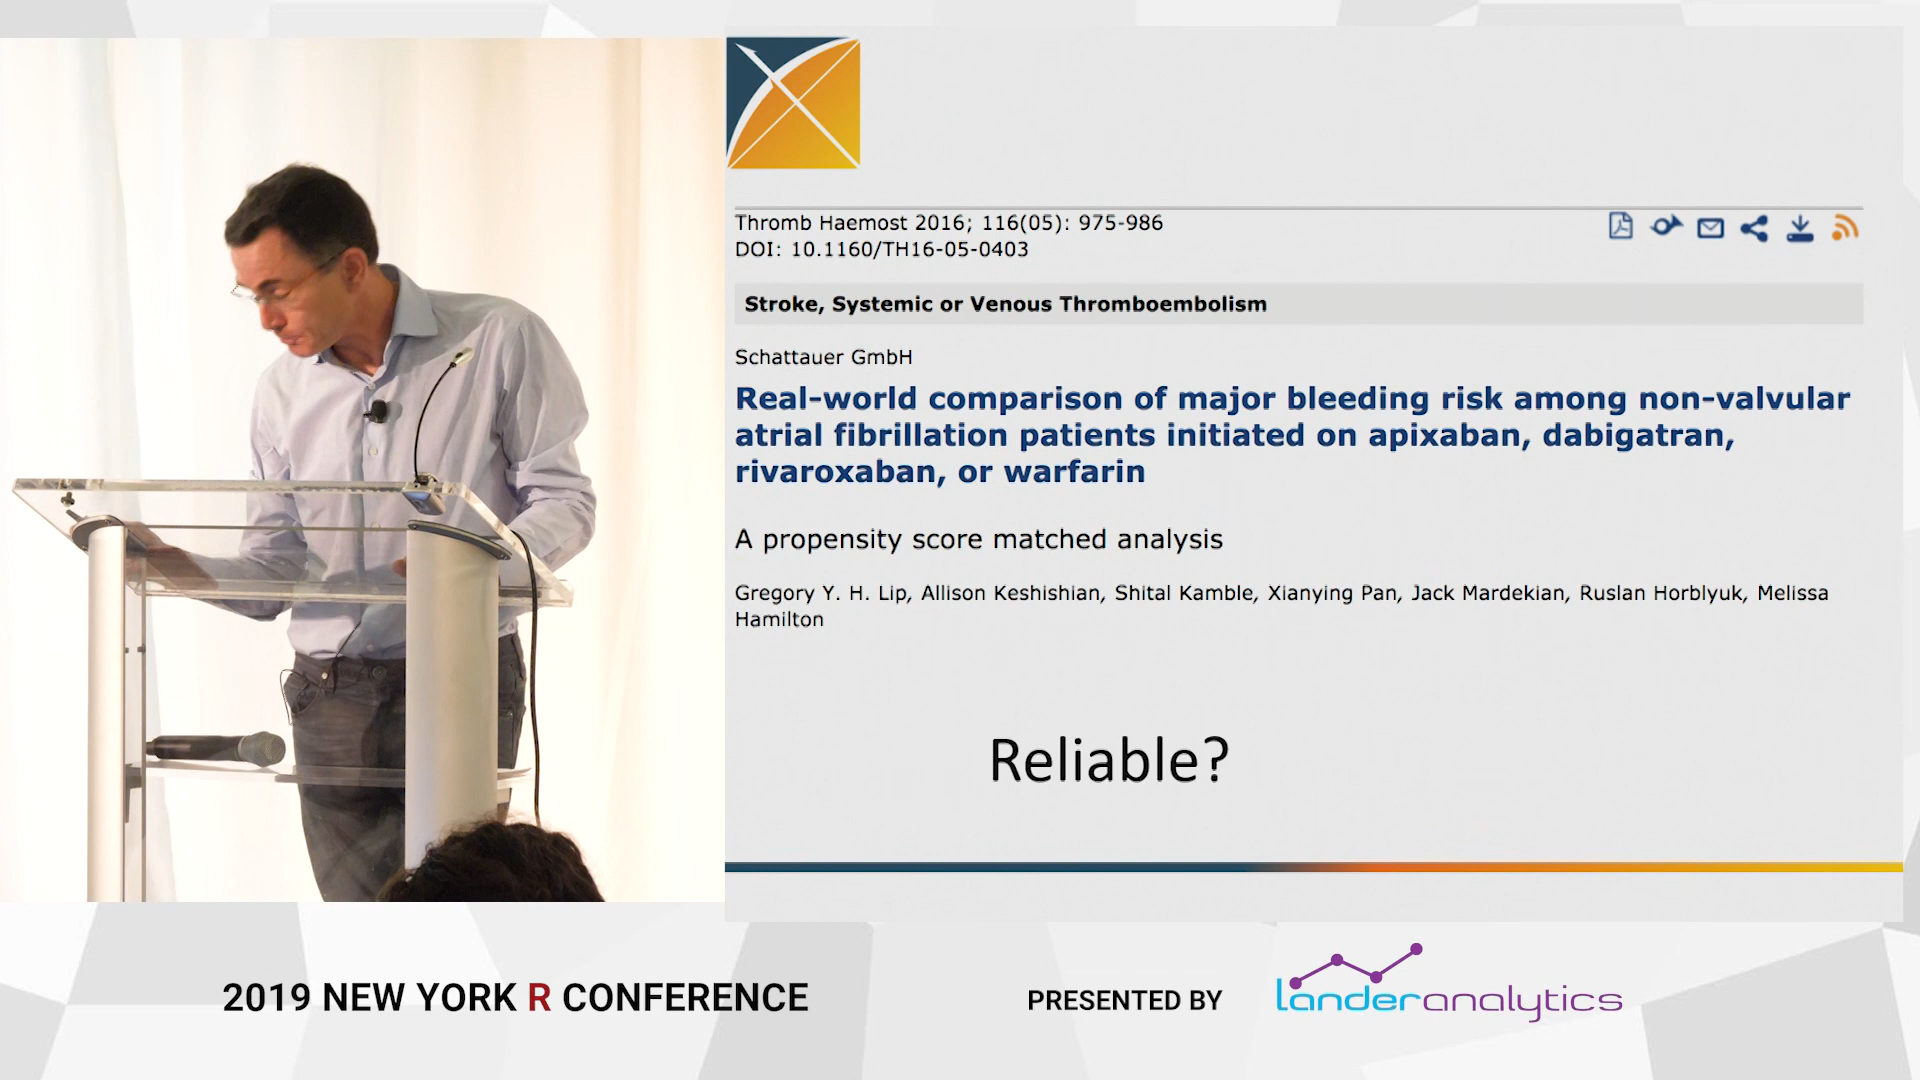 Thromb Haemost 2016; 116(05): 975-986
DOI: 10.1160/TH16-05-0403
Stroke, Systemic or Venous Thromboembolism
Schattauer GmbH
Real-world comparison of major bleeding risk among non-valvular
atrial fibrillation patients initiated on apixaban, dabigatran,
rivaroxaban, or warfarin
A propensity score matched analysis
Gregory Y. H. Lip, Allison Keshishian, Shital Kamble, Xianying Pan, Jack Mardekian, Ruslan Horblyuk, Melissa
Hamilton
Reliable?
2019 NEW YORK R CONFERENCE
PRESENTED BY
landeranalytics